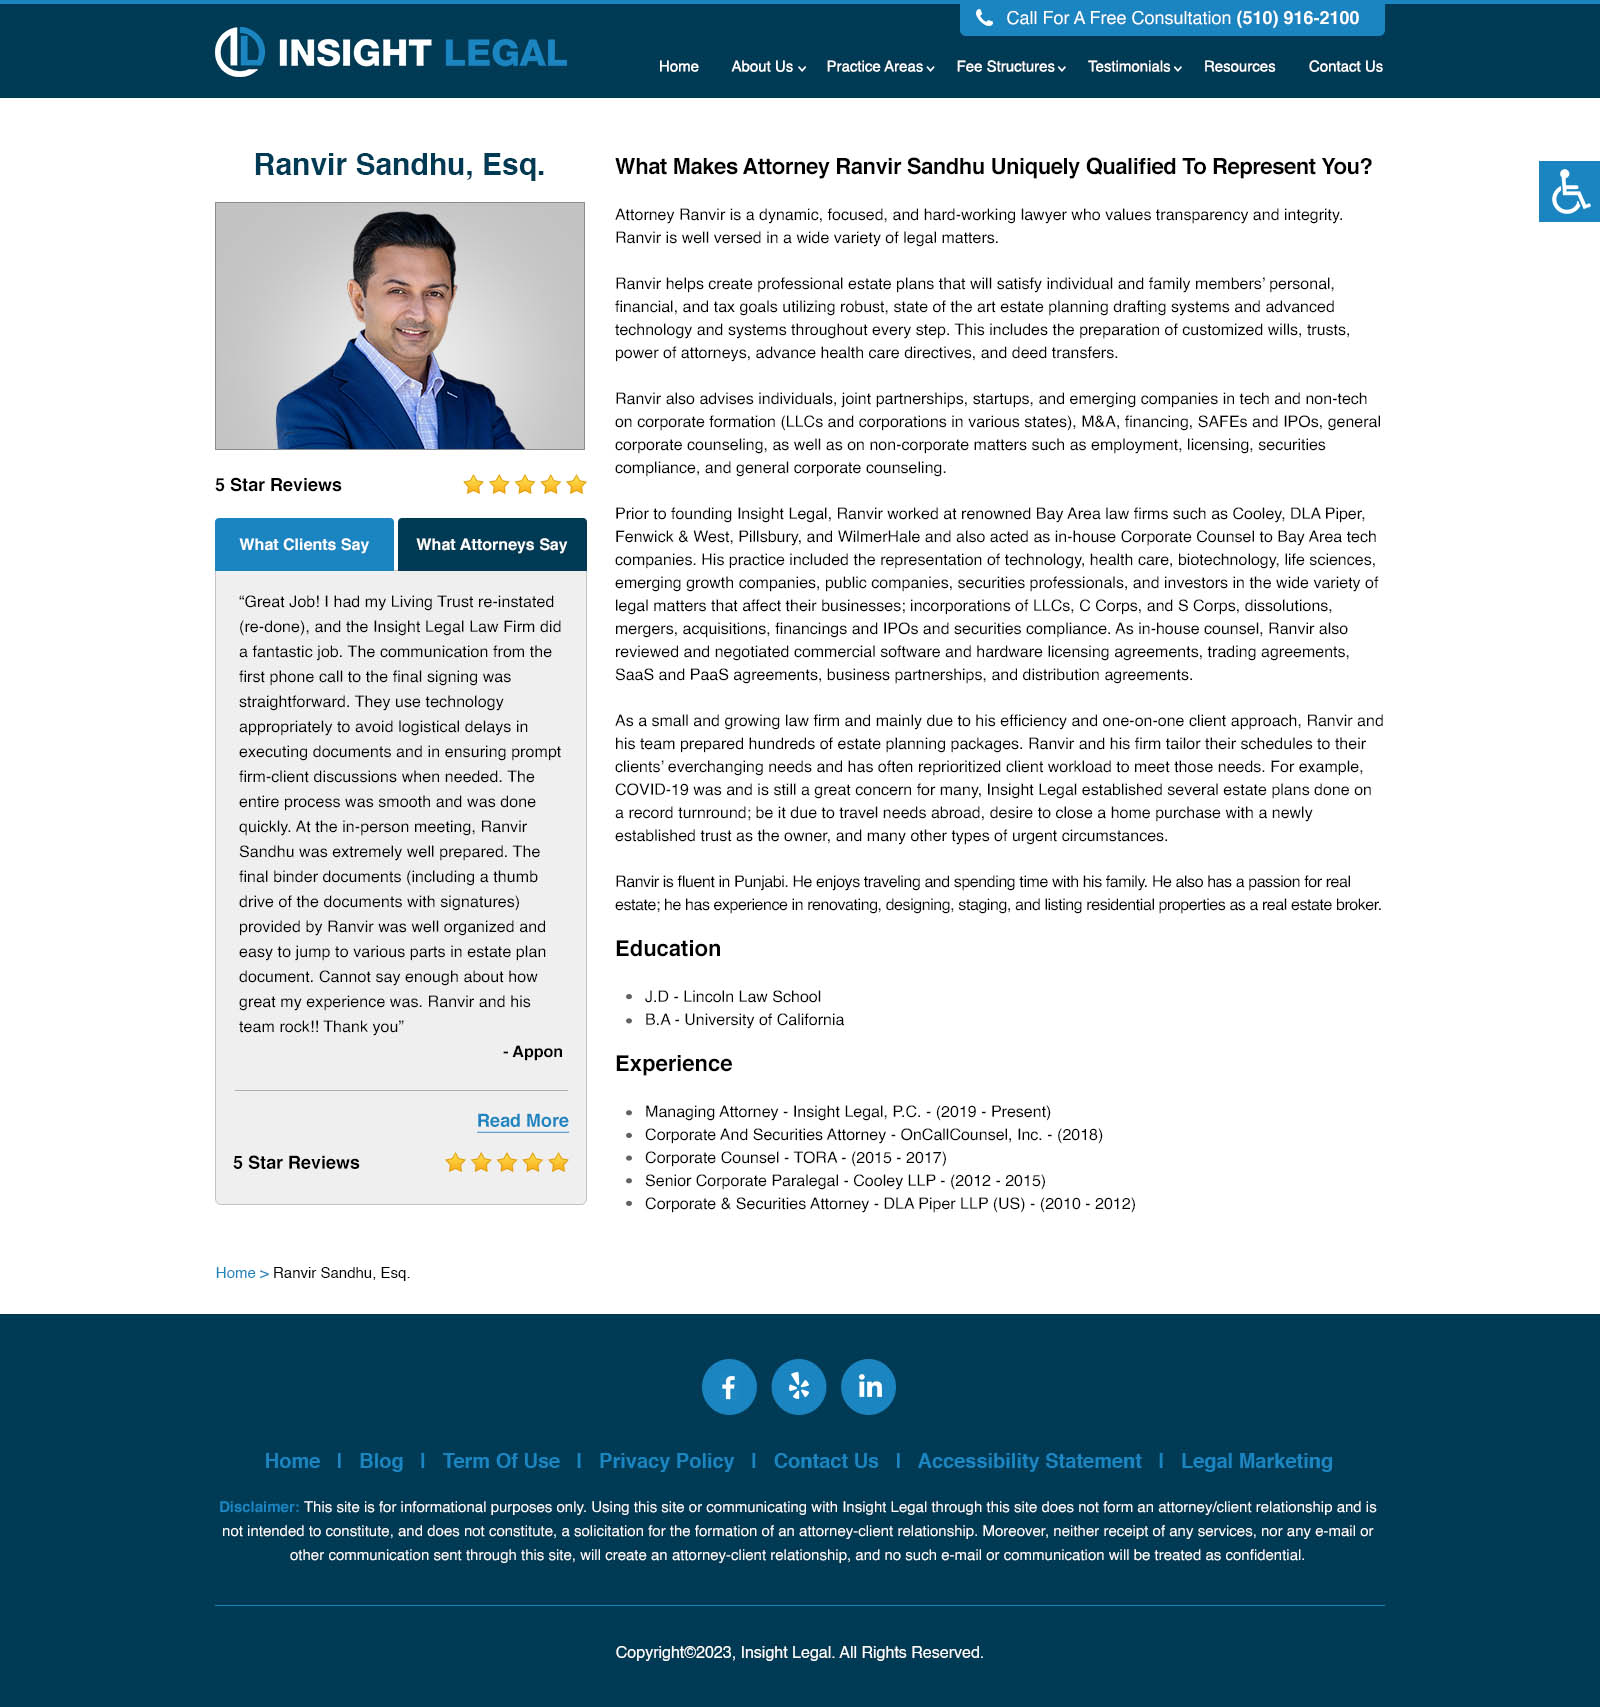 Call For A Free Consultation (510) 916-2100
INSIGHT LEGAL
Home About Us Practice Areas Fee Structures Testimonials Resources Contact Us
Ranvir Sandhu, Esq.
5 Star Reviews
What Clients Say What Attorneys Say
“Great Job! I had my Living Trust re-instated
(re-done), and the Insight Legal Law Firm did
a fantastic job. The communication from the
first phone call to the final signing was
straightforward. They use technology
appropriately to avoid logistical delays in
executing documents and in ensuring prompt
firm-client discussions when needed. The
entire process was smooth and was done
quickly. At the in-person meeting, Ranvir
Sandhu was extremely well prepared. The
final binder documents (including a thumb
drive of the documents with signatures)
provided by Ranvir was well organized and
easy to jump to various parts in estate plan
document. Cannot say enough about how
great my experience was. Ranvir and his
team rock!! Thank you”
- Appon
Read More
5 Star Reviews
What Makes Attorney Ranvir Sandhu Uniquely Qualified To Represent You?
Attorney Ranvir is a dynamic, focused, and hard-working lawyer who values transparency and integrity.
Ranvir is well versed in a wide variety of legal matters.
Ranvir helps create professional estate plans that will satisfy individual and family members’ personal,
financial, and tax goals utilizing robust, state of the art estate planning drafting systems and advanced
technology and systems throughout every step. This includes the preparation of customized wills, trusts,
power of attorneys, advance health care directives, and deed transfers.
Ranvir also advises individuals, joint partnerships, startups, and emerging companies in tech and non-tech
on corporate formation (LLCs and corporations in various states), M&A, financing, SAFEs and IPOs, general
corporate counseling, as well as on non-corporate matters such as employment, licensing, securities
compliance, and general corporate counseling.
Prior to founding Insight Legal, Ranvir worked at renowned Bay Area law firms such as Cooley, DLA Piper,
Fenwick & West, Pillsbury, and WilmerHale and also acted as in-house Corporate Counsel to Bay Area tech
companies. His practice included the representation of technology, health care, biotechnology, life sciences,
emerging growth companies, public companies, securities professionals, and investors in the wide variety of
legal matters that affect their businesses; incorporations of LLCs, C Corps, and S Corps, dissolutions,
mergers, acquisitions, financings and IPOs and securities compliance. As in-house counsel, Ranvir also
reviewed and negotiated commercial software and hardware licensing agreements, trading agreements,
SaaS and PaaS agreements, business partnerships, and distribution agreements.
As a small and growing law firm and mainly due to his efficiency and one-on-one client approach, Ranvir and
his team prepared hundreds of estate planning packages. Ranvir and his firm tailor their schedules to their
clients’ everchanging needs and has often reprioritized client workload to meet those needs. For example,
COVID-19 was and is still a great concern for many, Insight Legal established several estate plans done on
a record turnround; be it due to travel needs abroad, desire to close a home purchase with a newly
established trust as the owner, and many other types of urgent circumstances.
Ranvir is fluent in Punjabi. He enjoys traveling and spending time with his family. He also has a passion for real
estate; he has experience in renovating, designing, staging, and listing residential properties as a real estate broker.
Education
• J.D - Lincoln Law School
• B.A - University of California
Experience
• Managing Attorney - Insight Legal, P.C. - (2019 - Present)
• Corporate And Securities Attorney - OnCallCounsel, Inc. - (2018)
• Corporate Counsel - TORA - (2015 - 2017)
• Senior Corporate Paralegal - Cooley LLP - (2012 - 2015)
• Corporate & Securities Attorney - DLA Piper LLP (US) - (2010 - 2012)
Home > Ranvir Sandhu, Esq.
Home | Blog | Term Of Use | Privacy Policy | Contact Us | Accessibility Statement | Legal Marketing
Disclaimer: This site is for informational purposes only. Using this site or communicating with Insight Legal through this site does not form an attorney/client relationship and is
not intended to constitute, and does not constitute, a solicitation for the formation of an attorney-client relationship. Moreover, neither receipt of any services, nor any e-mail or
other communication sent through this site, will create an attorney-client relationship, and no such e-mail or communication will be treated as confidential.
Copyright©2023, Insight Legal. All Rights Reserved.